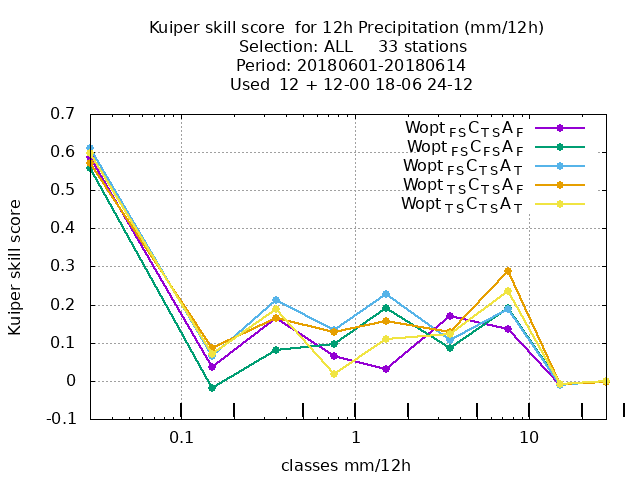 Kuiper skill score  for 12h Precipitation (mm/12h)
Selection: ALL     33 stations
Period: 20180601-20180614
Used  12 + 12-00 18-06 24-12
Wopt FS C TS A F
Wopt FS C FS A F
Wopt FS C TS A T
Wopt TS C TS A F
Wopt TS C TS A T
Kuiper skill score
0.7
0.6
0.5
0.4
0.3
0.2
0.1
0
-0.1
0.1
1
10
classes mm/12h